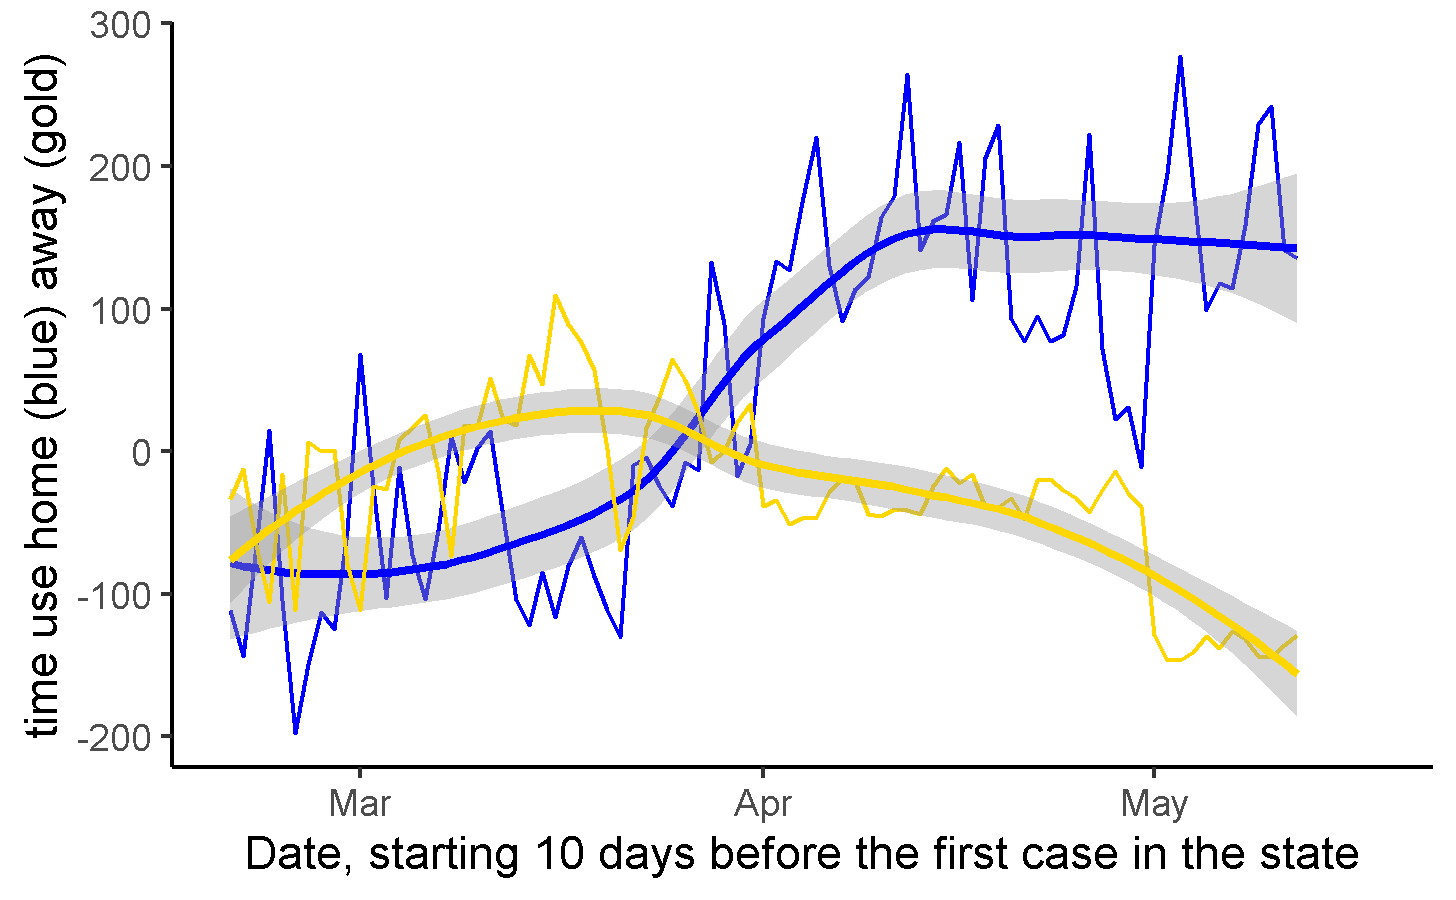 time use home (blue) away (gold)
300
200
100
0
-100
-200
Mar
Apr
May
Date, starting 10 days before the first case in the state